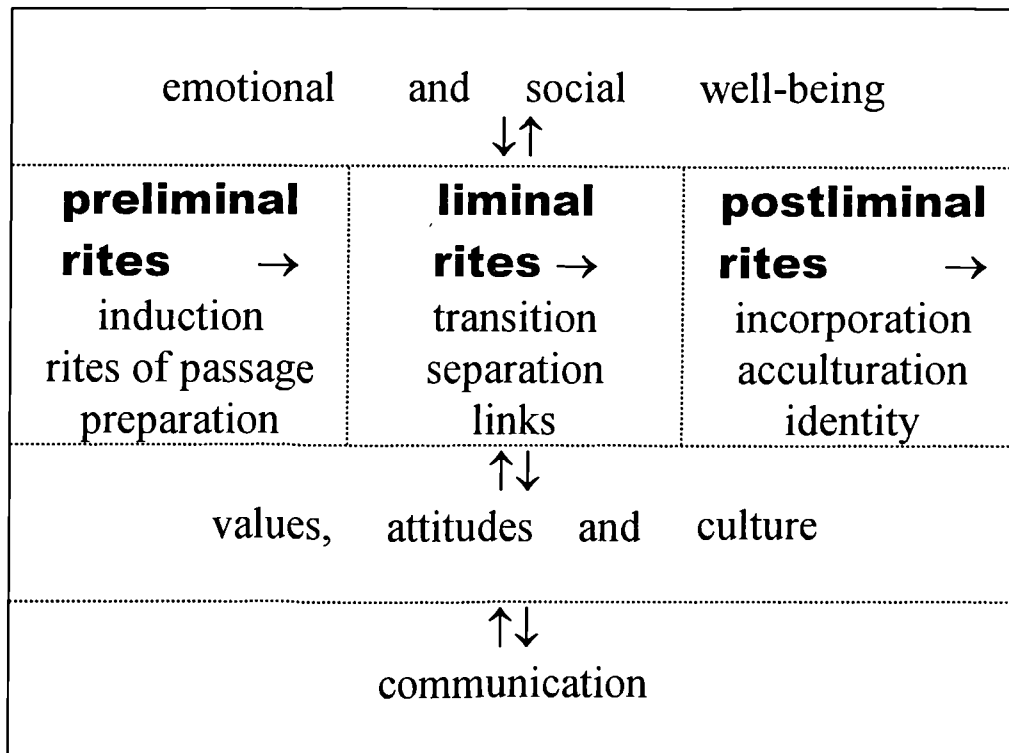 emotional and social well-being
↓↑
preliminal
rites →
induction
rites of passage
preparation
liminal
rites →
transition
separation
links
postliminal
rites →
incorporation
acculturation
identity
↑↓
values, attitudes and culture
↑↓
communication